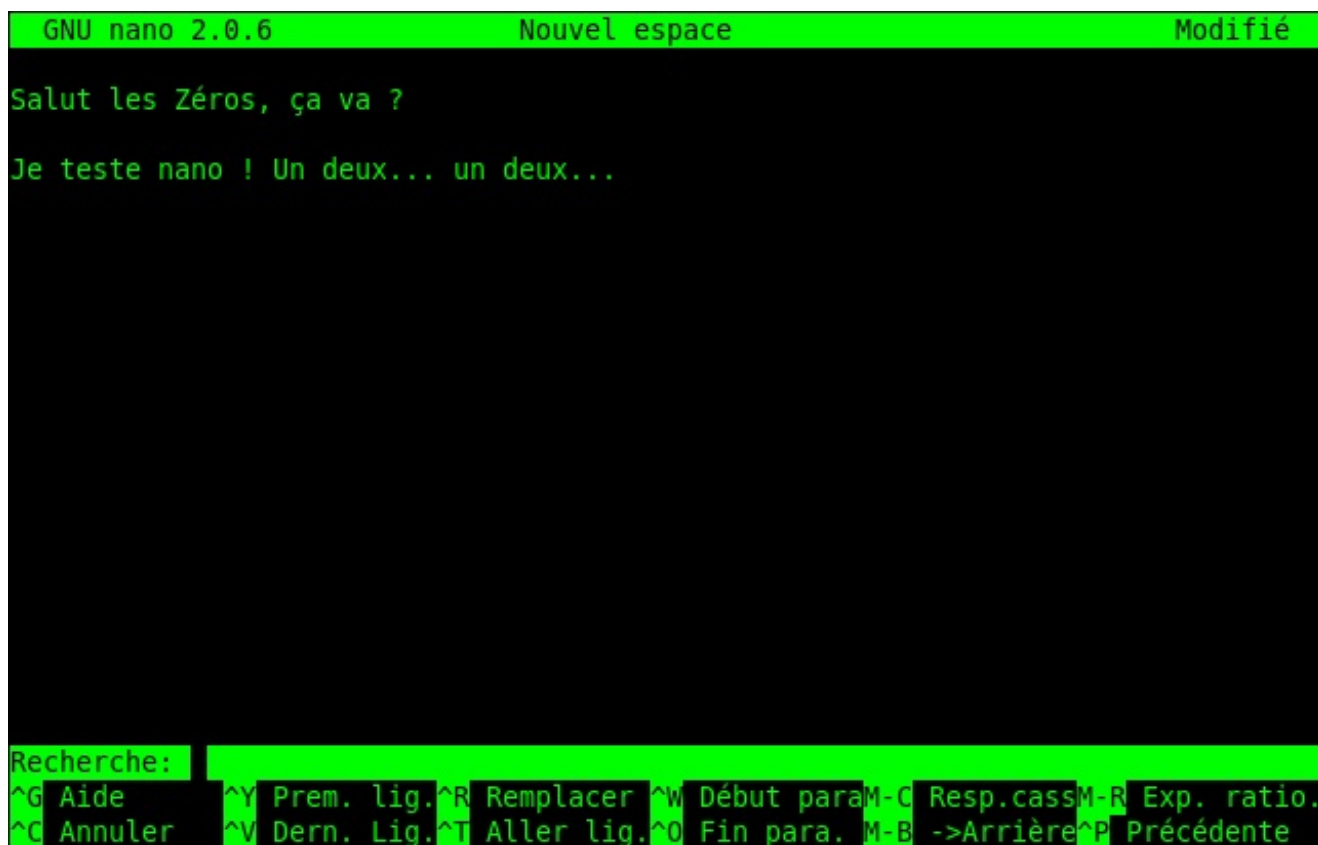 GNU nano 2.0.6 Nouvel espace Modifié
Salut les Zéros, ça va ?
Je teste nano ! Un deux... un deux...
Recherche:
^G Aide ^Y Prem. lig.^R Remplacer ^W Début paraM-C Resp.cassM-R Exp. ratio.
^C Annuler ^V Dern. Lig.^T Aller lig.^O Fin para. M-B ->Arrière^P Précédente